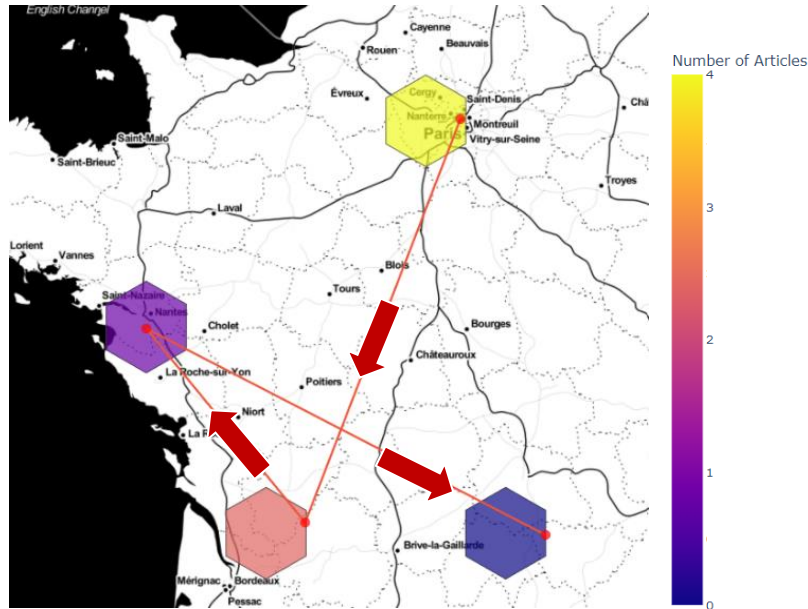 English Channel
Cayenne
Rouen
Beauvais
Évreux
Cergy
Saint-Denis
Nanterre
Montreuil
Paris
Vitry-sur-Seine
Troyes
Saint-Malo
Saint-Brieuc
Laval
Lorient
Vannes
Blois
Tours
Saint-Nazaire
Nantes
Cholet
Bourges
Châteauroux
La Roche-sur-Yon
Poitiers
Niort
La R
Brive-la-Gaillarde
Mérignac
Bordeaux
Pessac
Châ
Number of Articles
4
3
2
1
0